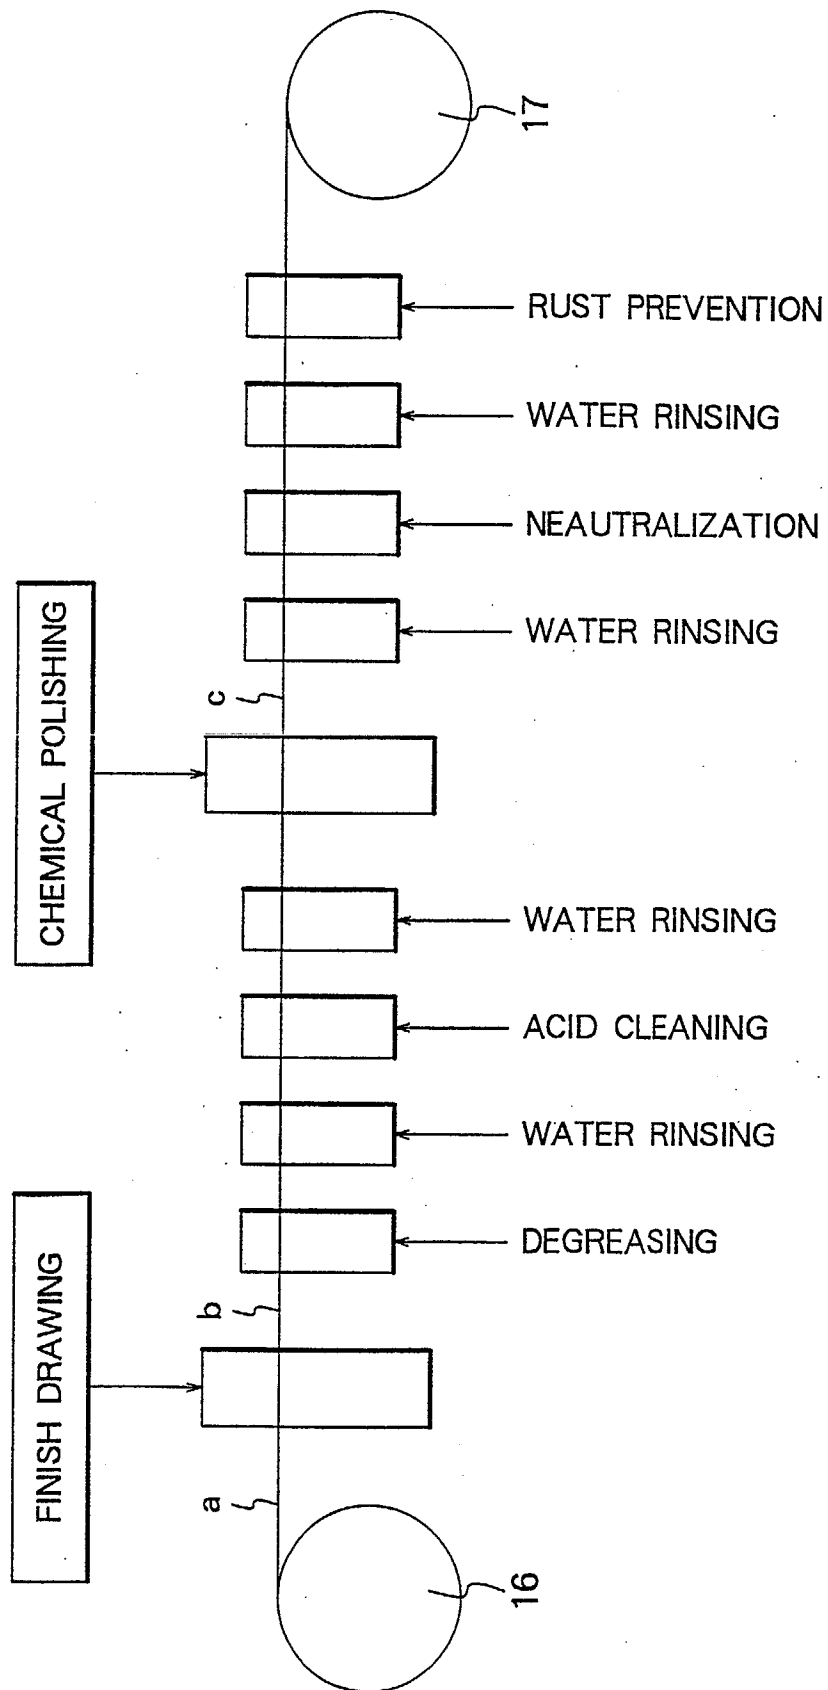 17
RUST PREVENTION
WATER RINSING
NEAUTRALIZATION
WATER RINSING
CHEMICAL POLISHING
c
WATER RINSING
ACID CLEANING
WATER RINSING
DEGREASING
b
FINISH DRAWING
a
16